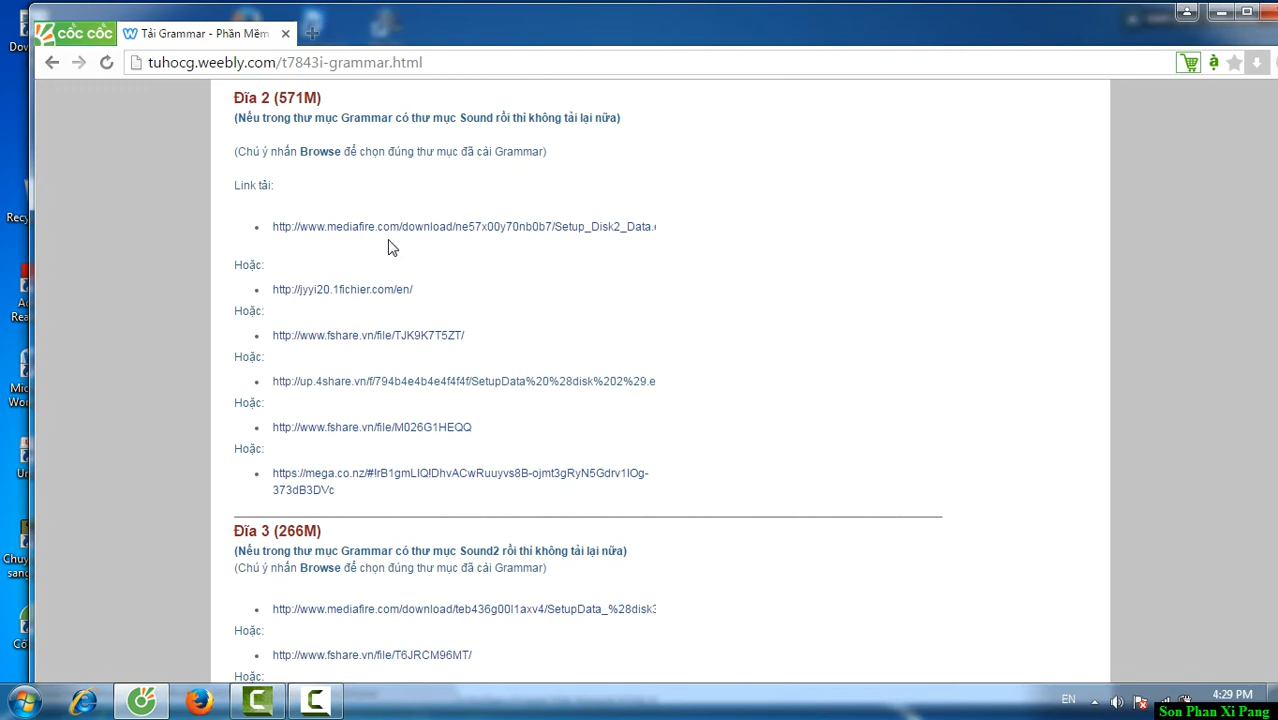 CỐC CỐC
Tải Grammar - Phần Mềm
tuhocg.weebly.com/t7843i-grammar.html
Đĩa 2 (571M)
(Nếu trong thư mục Grammar có thư mục Sound rồi thì không tải lại nữa)
(Chú ý nhấn Browse để chọn đúng thư mục đã cài Grammar)
Link tải:
http://www.mediafire.com/download/ne57x00y70nb0b7/Setup_Disk2_Data.e
Hoặc:
http://jyyi20.1fichier.com/en/
Hoặc:
http://www.fshare.vn/file/TJK9K7T5ZT/
Hoặc:
http://up.4share.vn/f/794b4e4b4e4f4f4f/SetupData%20%28disk%202%29.e
Hoặc:
http://www.fshare.vn/file/M026G1HEQQ
Hoặc:
https://mega.co.nz/#!rB1gmLIQ!DhvACwRuuyvs8B-ojmt3gRyN5Gdrv1IOg-
373dB3DVc
Đĩa 3 (266M)
(Nếu trong thư mục Grammar có thư mục Sound2 rồi thì không tải lại nữa)
(Chú ý nhấn Browse để chọn đúng thư mục đã cài Grammar)
http://www.mediafire.com/download/teb436g00l1axv4/SetupData_%28disk3
Hoặc:
http://www.fshare.vn/file/T6JRCM96MT/
Hoặc:
EN
4:29 PM
Son Phan Xi Pang